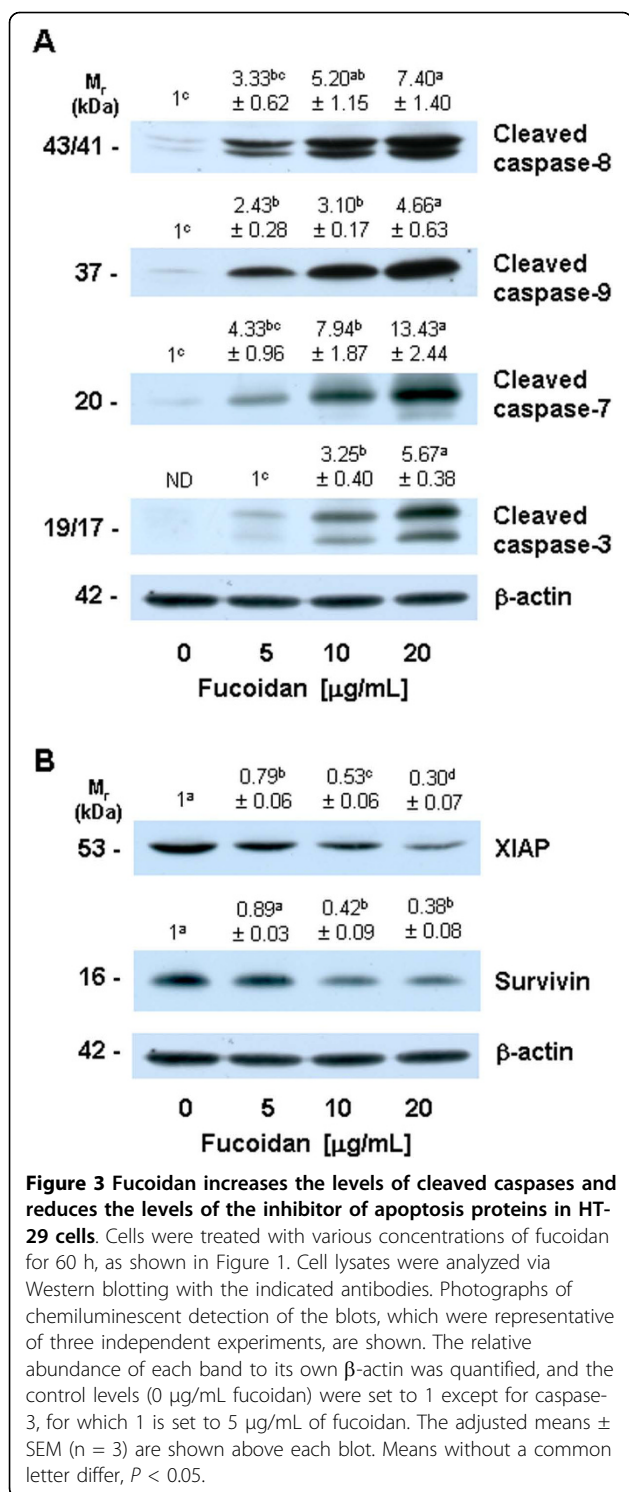 A
Mr
(kDa)
1c 3.33bc 5.20ab 7.40a
± 0.62 ± 1.15 ± 1.40
43/41 - Cleaved
caspase-8
1c 2.43b 3.10b 4.66a
± 0.28 ± 0.17 ± 0.63
37 - Cleaved
caspase-9
1c 4.33bc 7.94b 13.43a
± 0.96 ± 1.87 ± 2.44
20 - Cleaved
caspase-7
ND 1c 3.25b 5.67a
± 0.40 ± 0.38
19/17 - Cleaved
caspase-3
42 - β-actin
0 5 10 20
Fucoidan [µg/mL]
B
Mr
(kDa)
1a 0.79b 0.53c 0.30d
± 0.06 ± 0.06 ± 0.07
53 - XIAP
1a 0.89a 0.42b 0.38b
± 0.03 ± 0.09 ± 0.08
16 - Survivin
42 - β-actin
0 5 10 20
Fucoidan [µg/mL]
Figure 3 Fucoidan increases the levels of cleaved caspases and
reduces the levels of the inhibitor of apoptosis proteins in HT-
29 cells. Cells were treated with various concentrations of fucoidan
for 60 h, as shown in Figure 1. Cell lysates were analyzed via
Western blotting with the indicated antibodies. Photographs of
chemiluminescent detection of the blots, which were representative
of three independent experiments, are shown. The relative
abundance of each band to its own β-actin was quantified, and the
control levels (0 µg/mL fucoidan) were set to 1 except for caspase-
3, for which 1 is set to 5 µg/mL of fucoidan. The adjusted means ±
SEM (n = 3) are shown above each blot. Means without a common
letter differ, P < 0.05.